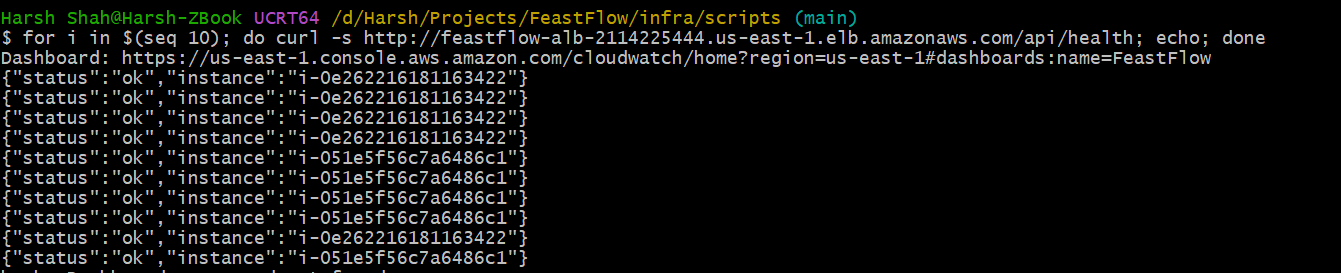 Harsh Shah@Harsh-ZBook UCRT64 /d/Harsh/Projects/FeastFlow/infra/scripts (main)
$ for i in $(seq 10); do curl -s http://feastflow-alb-2114225444.us-east-1.elb.amazonaws.com/api/health; echo; done
Dashboard: https://us-east-1.console.aws.amazon.com/cloudwatch/home?region=us-east-1#dashboards:name=FeastFlow
{"status":"ok","instance":"i-0e262216181163422"}
{"status":"ok","instance":"i-0e262216181163422"}
{"status":"ok","instance":"i-0e262216181163422"}
{"status":"ok","instance":"i-0e262216181163422"}
{"status":"ok","instance":"i-051e5f56c7a6486c1"}
{"status":"ok","instance":"i-051e5f56c7a6486c1"}
{"status":"ok","instance":"i-051e5f56c7a6486c1"}
{"status":"ok","instance":"i-051e5f56c7a6486c1"}
{"status":"ok","instance":"i-0e262216181163422"}
{"status":"ok","instance":"i-051e5f56c7a6486c1"}